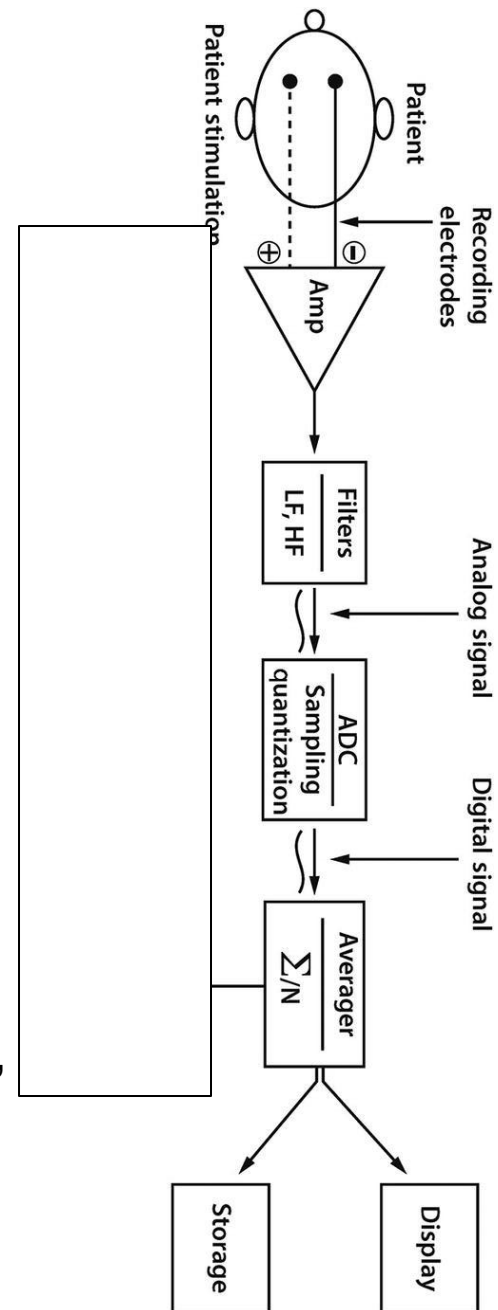 Patient
Recording
electrodes
Patient stimulation
⊖
⊕
Amp
Filters
LF, HF
Analog signal
ADC
Sampling
quantization
Digital signal
Averager
Σ/N
Display
Storage
,